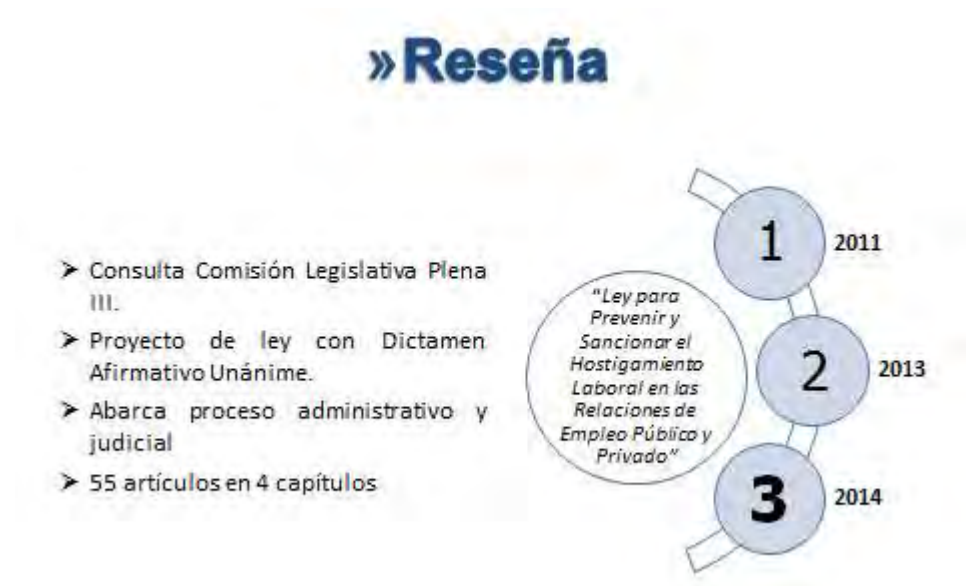 »Reseña
➤ Consulta Comisión Legislativa Plena
III.
➤ Proyecto de ley con Dictamen
Afirmativo Unánime.
➤ Abarca proceso administrativo y
judicial
➤ 55 artículos en 4 capítulos
"Ley para
Prevenir y
Sancionar el
Hostigamiento
Laboral en las
Relaciones de
Empleo Público y
Privado"
1 2011
2 2013
3 2014